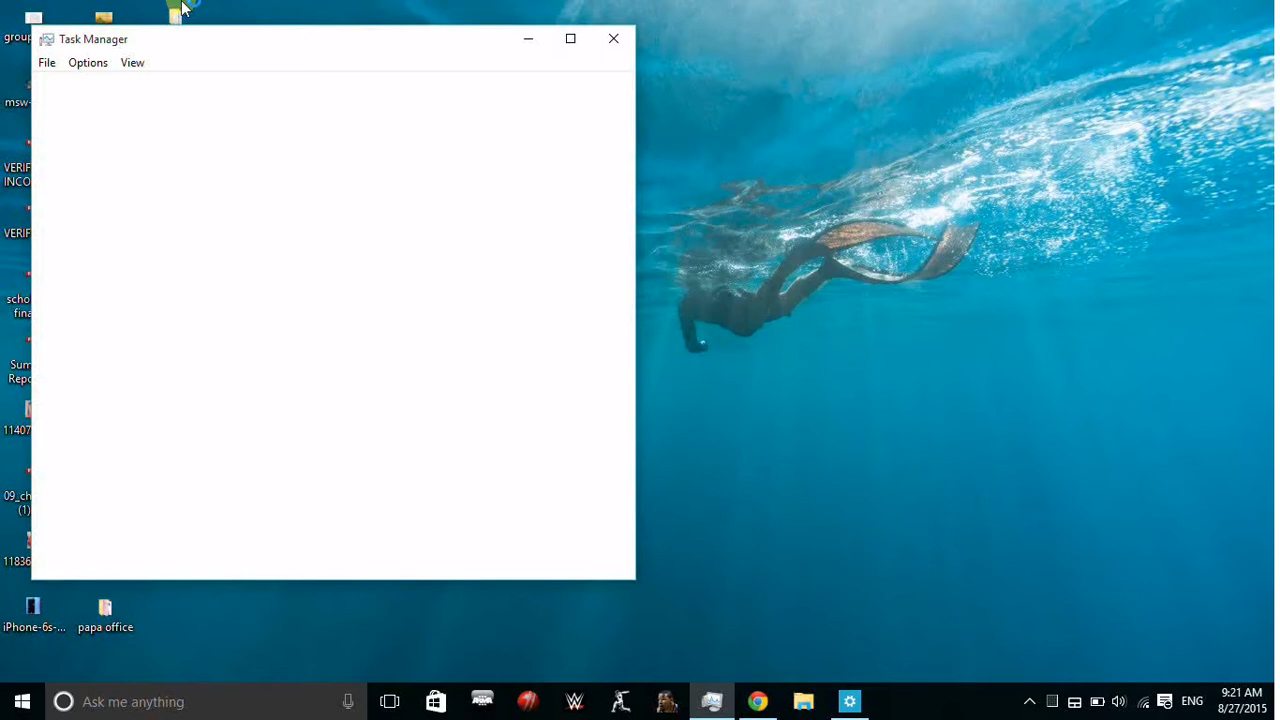 group
Task Manager
File Options View
msw-
VERIF
INCO
VERIF
scho
fina
Sum
Repo
11407
09_ch
(1)
11836
iPhone-6s-...
papa office
Ask me anything
ENG
9:21 AM
8/27/2015